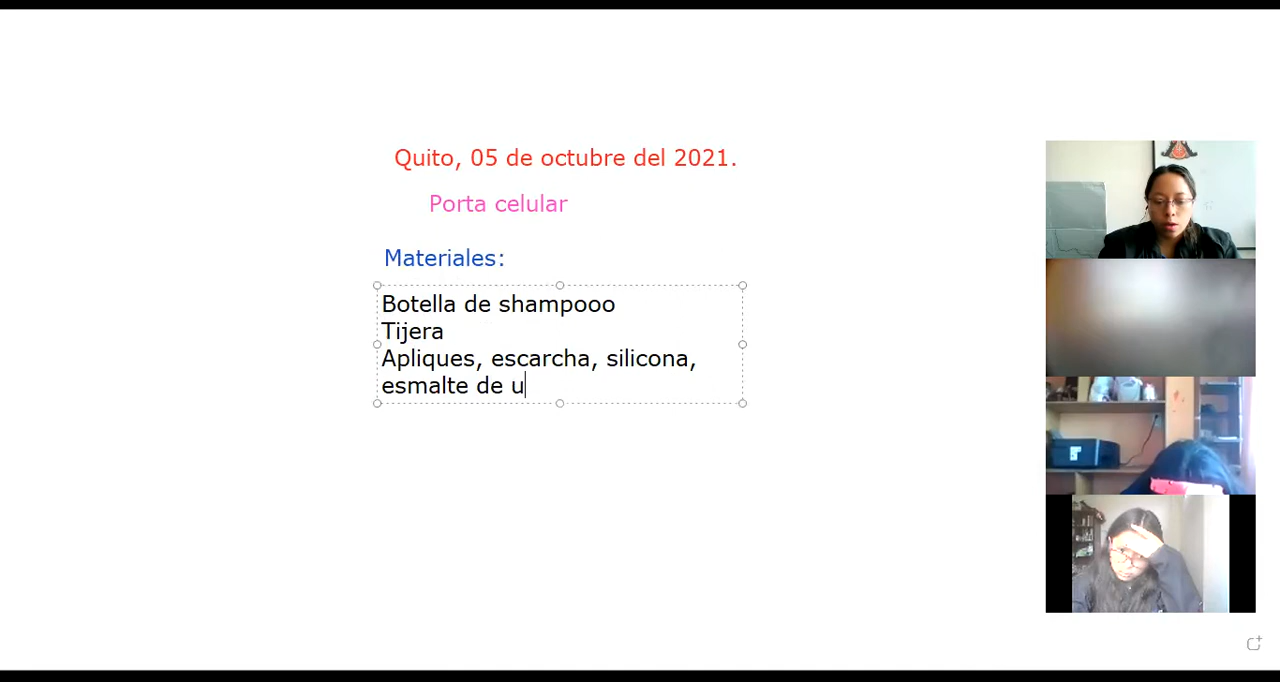 Quito, 05 de octubre del 2021.
Porta celular
Materiales:
Botella de shampooo
Tijera
Apliques, escarcha, silicona,
esmalte de u